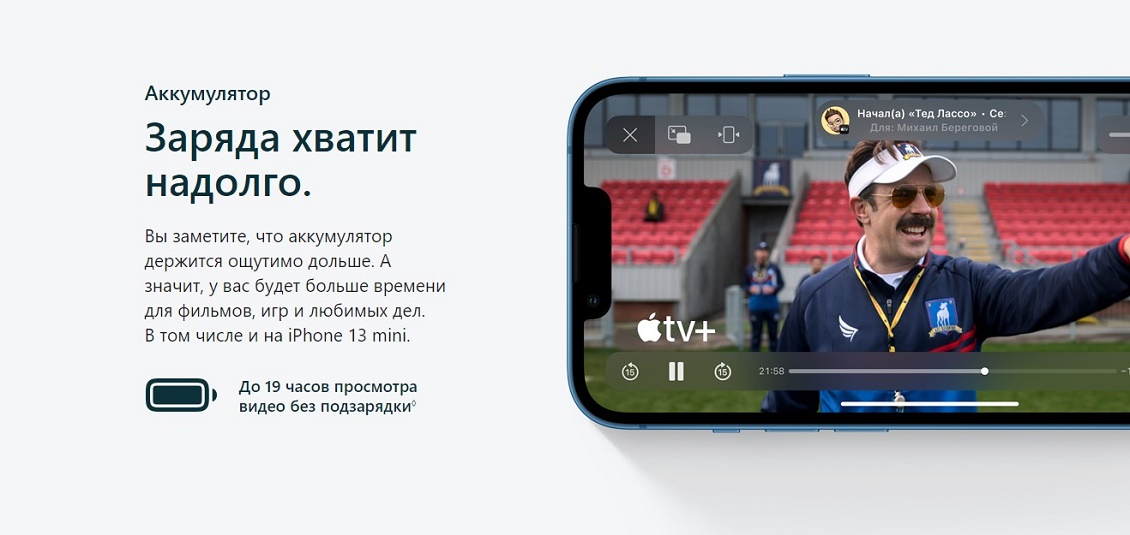 Аккумулятор
Заряда хватит
надолго.
Вы заметите, что аккумулятор
держится ощутимо дольше. А
значит, у вас будет больше времени
для фильмов, игр и любимых дел.
В том числе и на iPhone 13 mini.
До 19 часов просмотра
видео без подзарядки◊
Начал(а) «Тед Лассо» • Се
Для: Михаил Береговой
tv+
15
15
21:58
-1